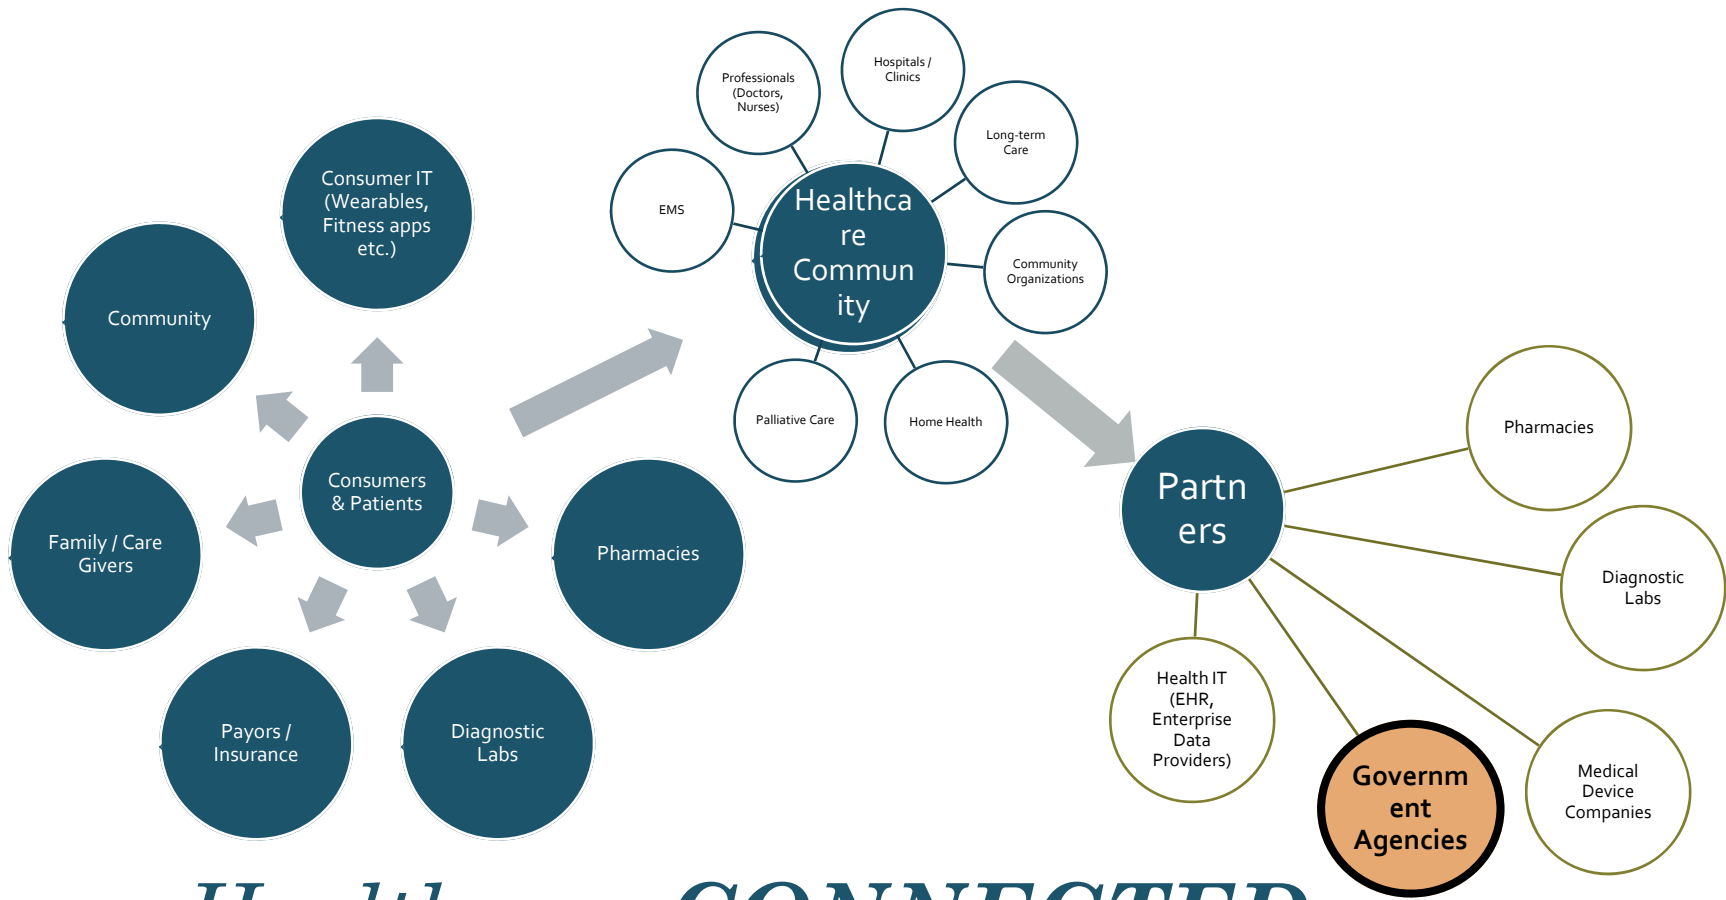 Professionals
(Doctors,
Nurses)
Hospitals /
Clinics
Long-term
Care
EMS
Healthca
re
Commun
ity
Community
Organizations
Palliative Care
Home Health
Consumer IT
(Wearables,
Fitness apps
etc.)
Community
Consumers
& Patients
Family / Care
Givers
Pharmacies
Payors /
Insurance
Diagnostic
Labs
Partn
ers
Pharmacies
Diagnostic
Labs
Health IT
(EHR,
Enterprise
Data
Providers)
Governm
ent
Agencies
Medical
Device
Companies
CONNECTED